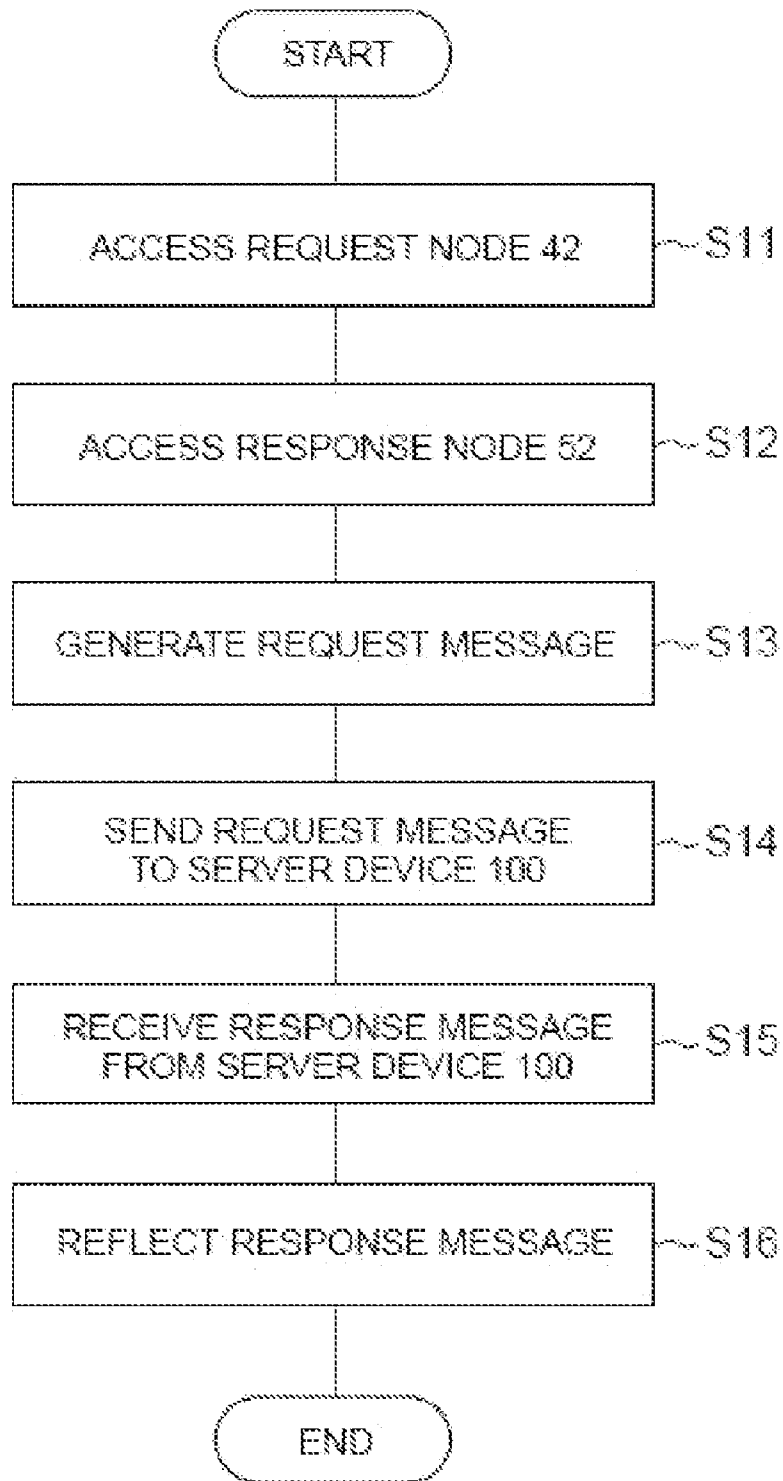 START
ACCESS REQUEST NODE 42
S11
ACCESS RESPONSE NODE 52
S12
GENERATE REQUEST MESSAGE
S13
SEND REQUEST MESSAGE
TO SERVER DEVICE 100
S14
RECEIVE RESPONSE MESSAGE
FROM SERVER DEVICE 100
S15
REFLECT RESPONSE MESSAGE
S16
END